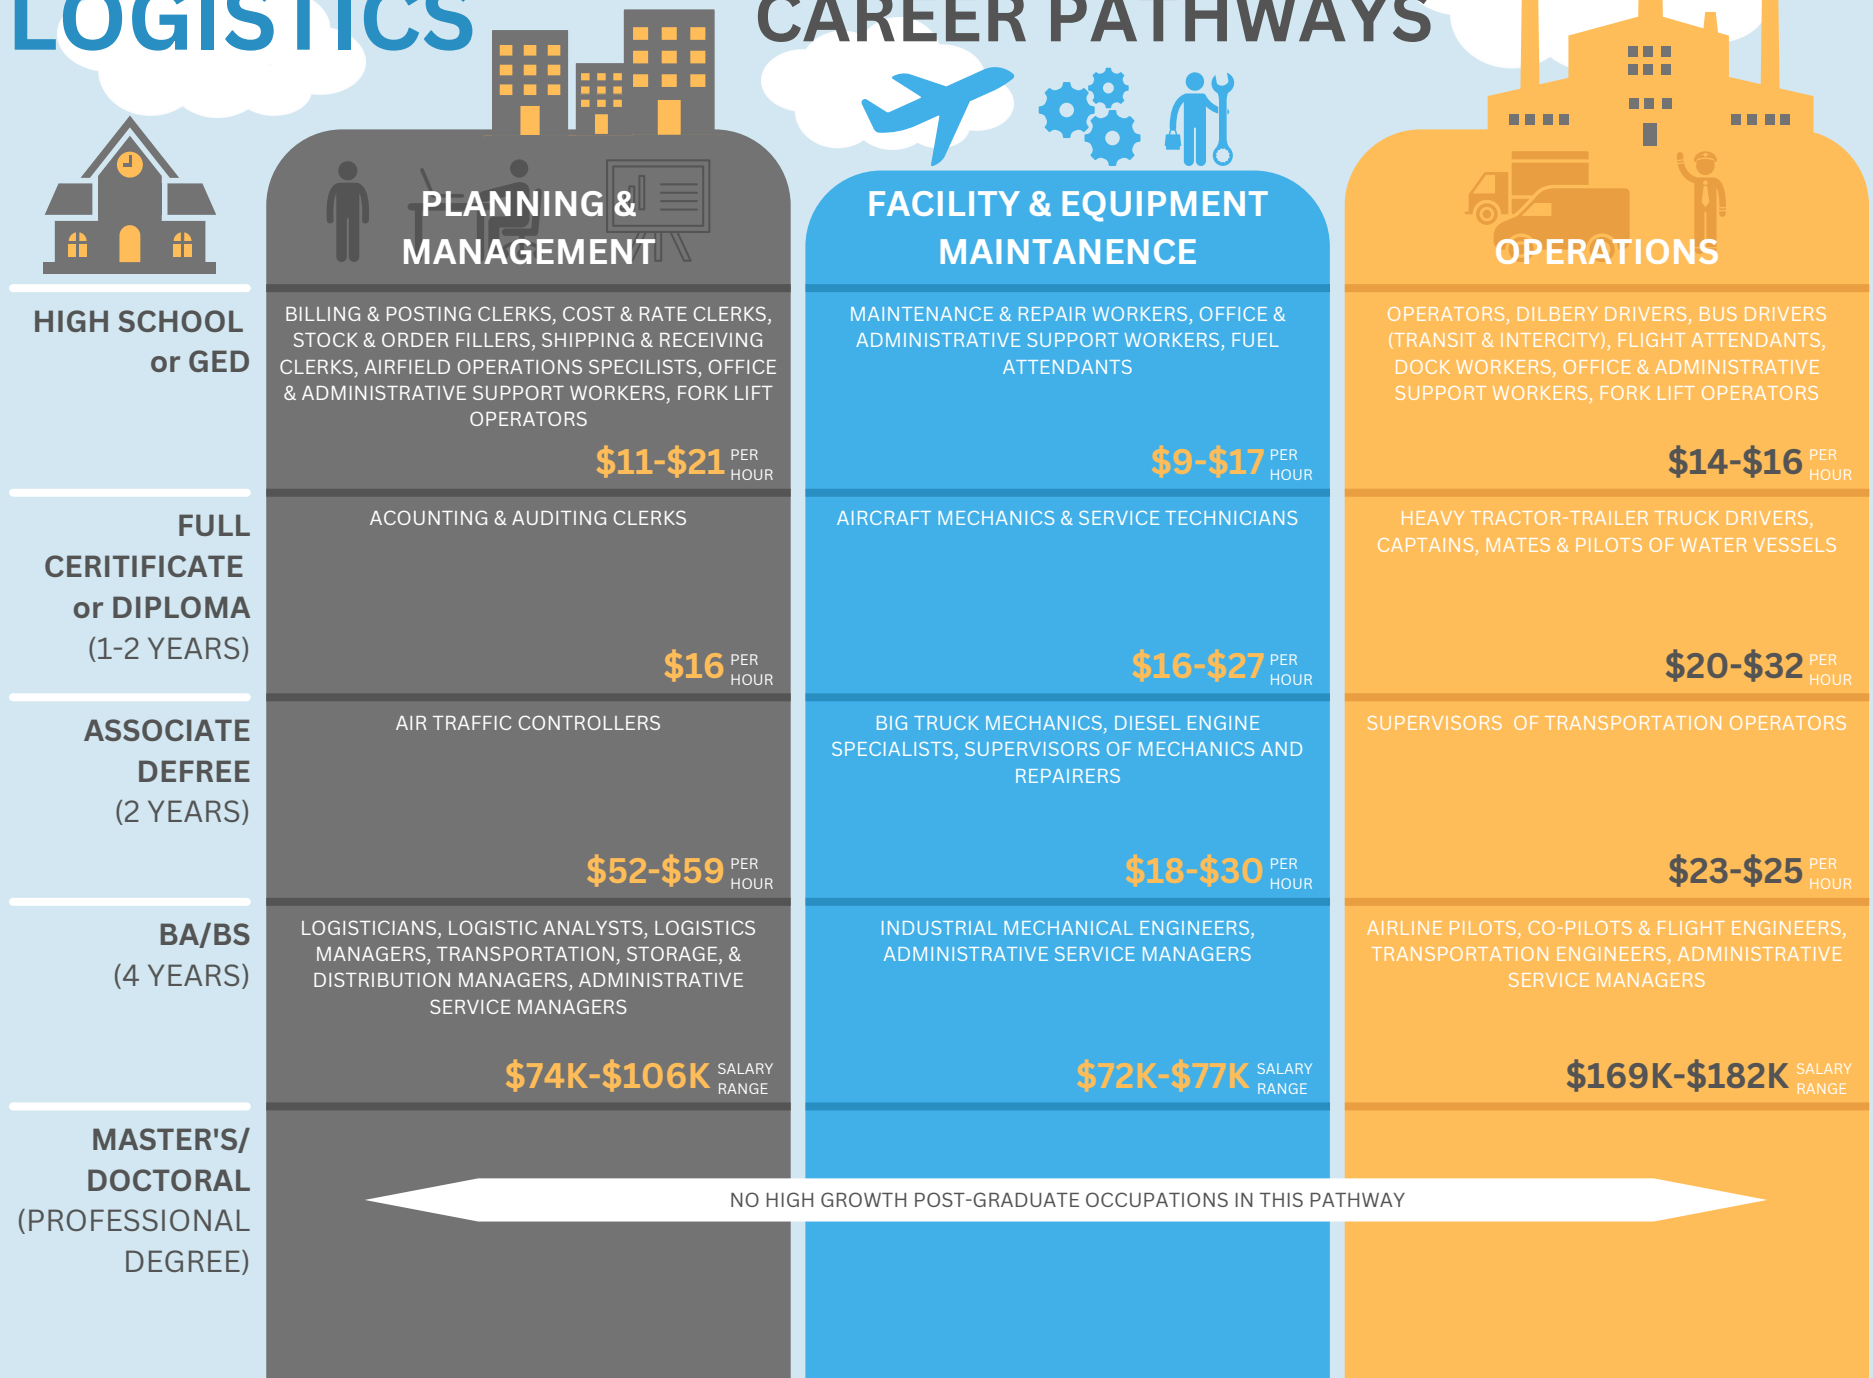 LOGISTICS
CAREER PATHWAYS
PLANNING &
MANAGEMENT
FACILITY & EQUIPMENT
MAINTANENCE
OPERATIONS
HIGH SCHOOL
or GED
BILLING & POSTING CLERKS, COST & RATE CLERKS,
STOCK & ORDER FILLERS, SHIPPING & RECEIVING
CLERKS, AIRFIELD OPERATIONS SPECILISTS, OFFICE
& ADMINISTRATIVE SUPPORT WORKERS, FORK LIFT
OPERATORS
$11-$21 PER
HOUR
MAINTENANCE & REPAIR WORKERS, OFFICE &
ADMINISTRATIVE SUPPORT WORKERS, FUEL
ATTENDANTS
$9-$17 PER
HOUR
OPERATORS, DILBERY DRIVERS, BUS DRIVERS
(TRANSIT & INTERCITY), FLIGHT ATTENDANTS,
DOCK WORKERS, OFFICE & ADMINISTRATIVE
SUPPORT WORKERS, FORK LIFT OPERATORS
$14-$16 PER
HOUR
FULL
CERITIFICATE
or DIPLOMA
(1-2 YEARS)
ACOUNTING & AUDITING CLERKS
$16 PER
HOUR
AIRCRAFT MECHANICS & SERVICE TECHNICIANS
$16-$27 PER
HOUR
HEAVY TRACTOR-TRAILER TRUCK DRIVERS,
CAPTAINS, MATES & PILOTS OF WATER VESSELS
$20-$32 PER
HOUR
ASSOCIATE
DEFREE
(2 YEARS)
AIR TRAFFIC CONTROLLERS
$52-$59 PER
HOUR
BIG TRUCK MECHANICS, DIESEL ENGINE
SPECIALISTS, SUPERVISORS OF MECHANICS AND
REPAIRERS
$18-$30 PER
HOUR
SUPERVISORS OF TRANSPORTATION OPERATORS
$23-$25 PER
HOUR
BA/BS
(4 YEARS)
LOGISTICIANS, LOGISTIC ANALYSTS, LOGISTICS
MANAGERS, TRANSPORTATION, STORAGE, &
DISTRIBUTION MANAGERS, ADMINISTRATIVE
SERVICE MANAGERS
$74K-$106K SALARY
RANGE
INDUSTRIAL MECHANICAL ENGINEERS,
ADMINISTRATIVE SERVICE MANAGERS
$72K-$77K SALARY
RANGE
AIRLINE PILOTS, CO-PILOTS & FLIGHT ENGINEERS,
TRANSPORTATION ENGINEERS, ADMINISTRATIVE
SERVICE MANAGERS
$169K-$182K SALARY
RANGE
MASTER'S/
DOCTORAL
(PROFESSIONAL
DEGREE)
NO HIGH GROWTH POST-GRADUATE OCCUPATIONS IN THIS PATHWAY